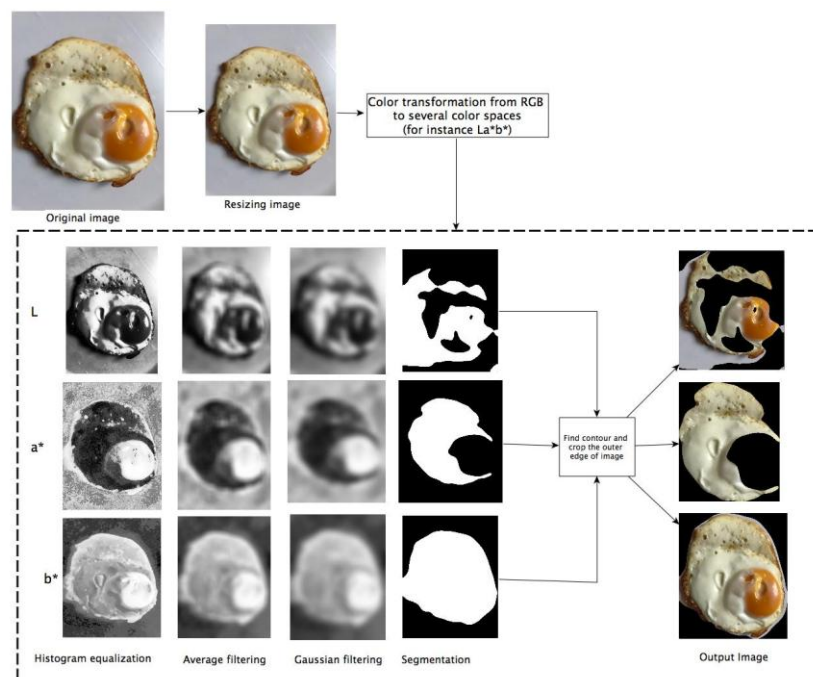 Original image
Resizing image
Color transformation from RGB
to several color spaces
(for instance La*b*)
L
a*
b*
Find contour and
crop the outer
edge of image
Histogram equalization
Average filtering
Gaussian filtering
Segmentation
Output Image